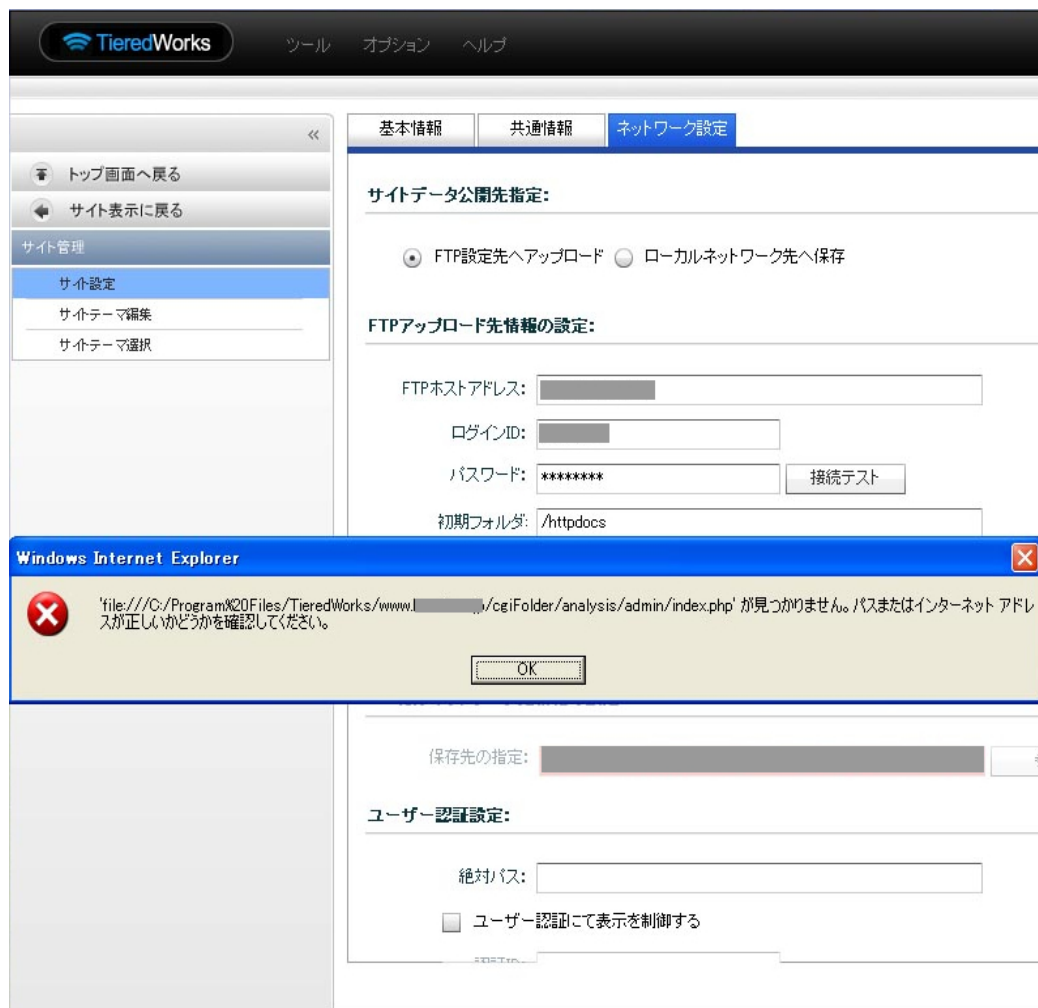 TieredWorks
ツール オプション ヘルプ
«
トップ画面へ戻る
サイト表示に戻る
サイト管理
サイト設定
サイトテーマ編集
サイトテーマ選択
基本情報 共通情報 ネットワーク設定
サイトデータ公開先指定:
FTP設定先へアップロード ローカルネットワーク先へ保存
FTPアップロード先情報の設定:
FTPホストアドレス:
ログインID:
パスワード: ******** 接続テスト
初期フォルダ: /httpdocs
Windows Internet Explorer
'file:///C:/Program%20Files/TieredWorks/www. /cgiFolder/analysis/admin/index.php' が見つかりません。パスまたはインターネット アドレ
スが正しいかどうかを確認してください。
OK
保存先の指定:
ユーザー認証設定:
絶対パス:
ユーザー認証にて表示を制御する